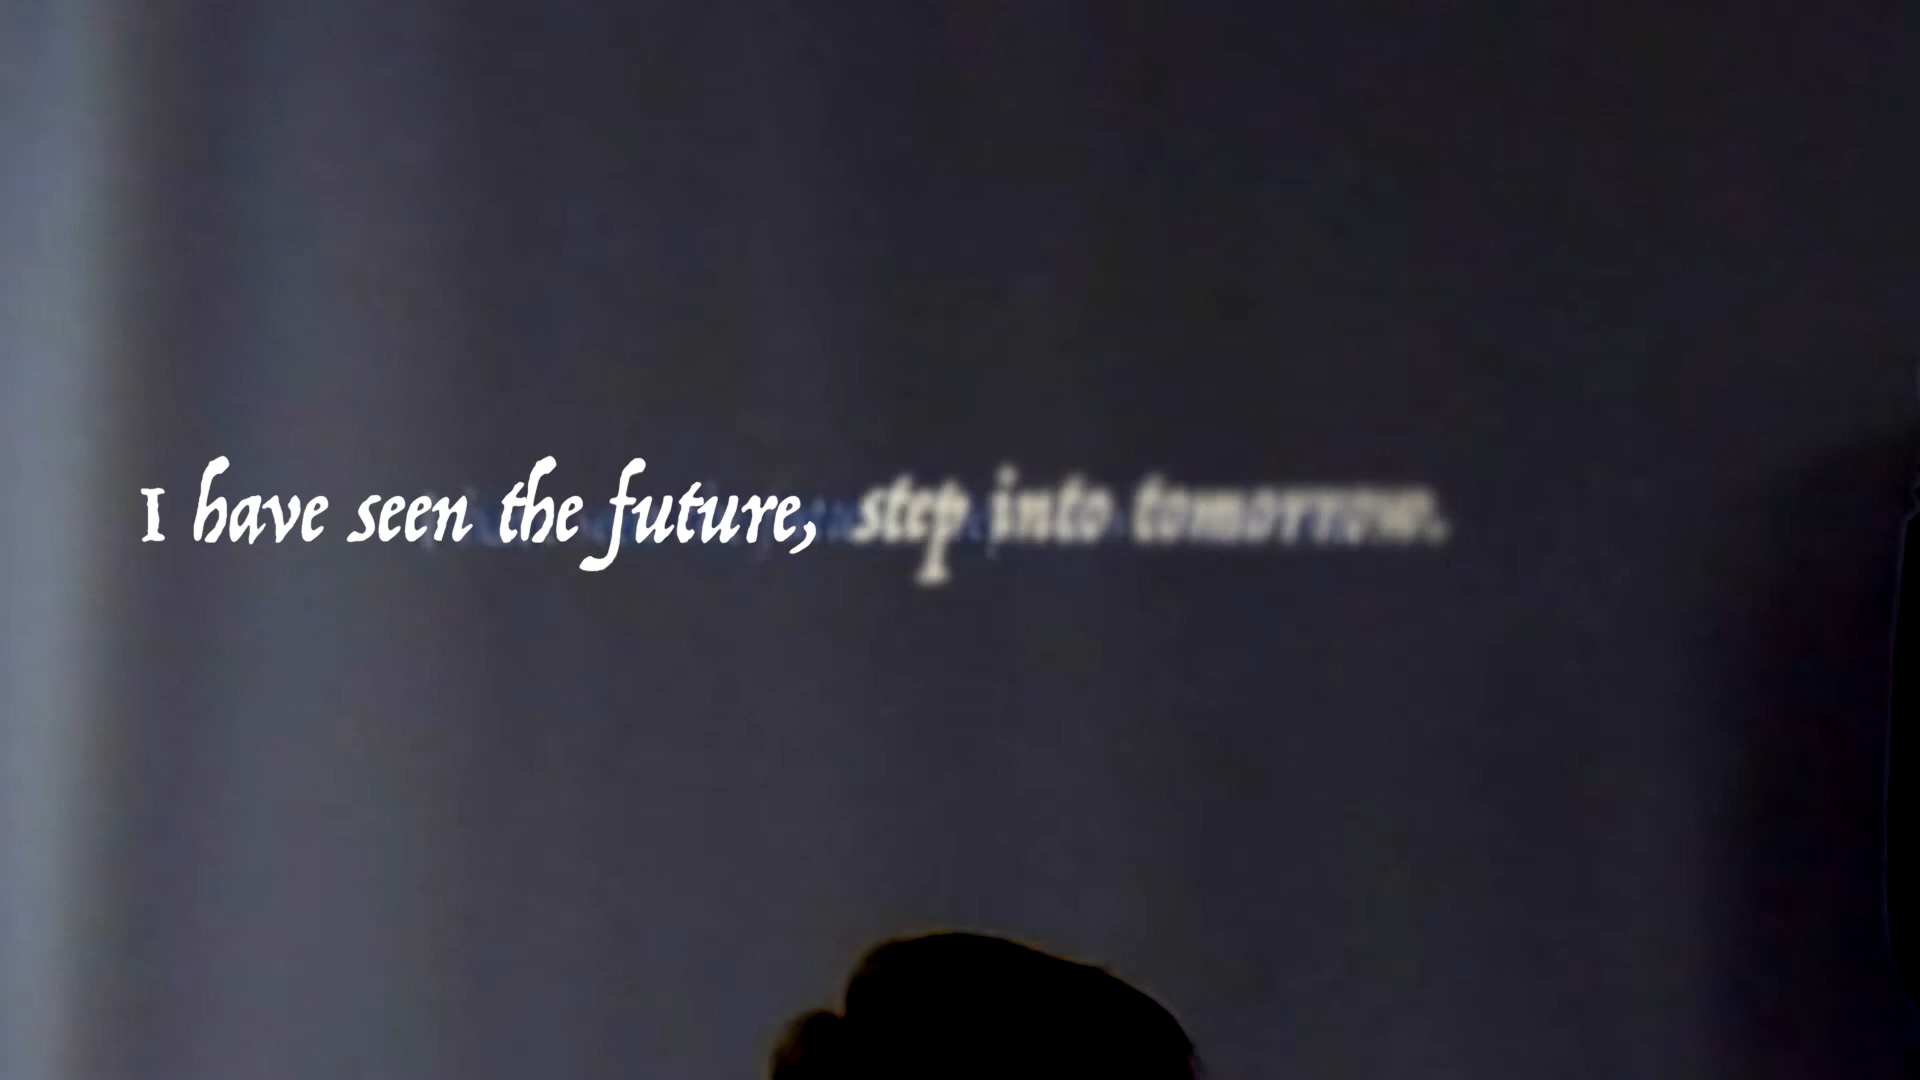 I have seen the future, step into tomorrow.